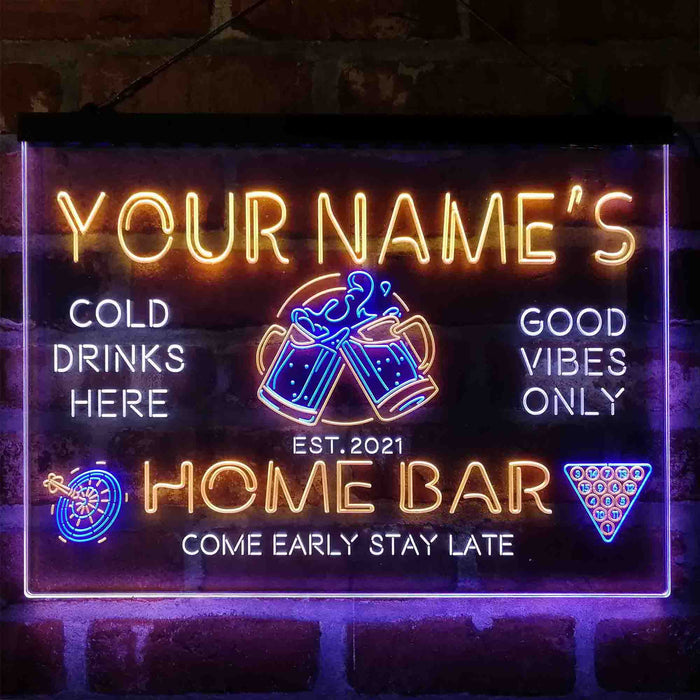 YOUR NAME'S
COLD
DRINKS
HERE
GOOD
VIBES
ONLY
EST.2021
HOME BAR
COME EARLY STAY LATE